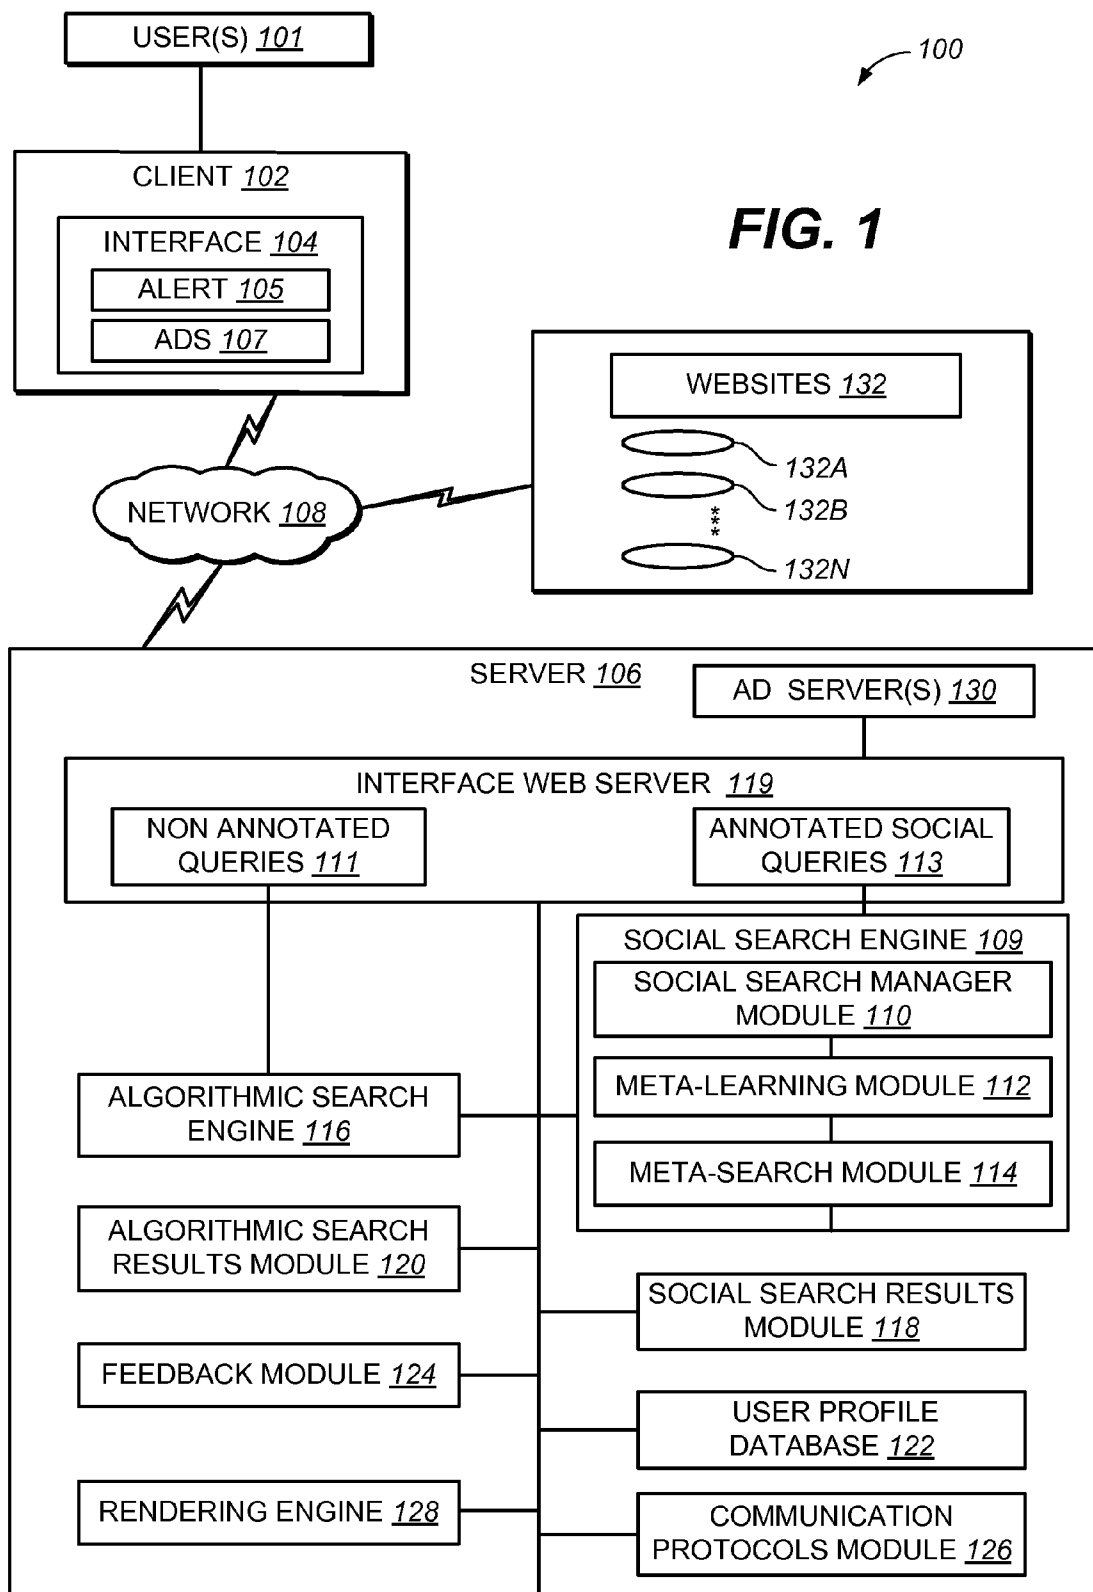 USER(S) 101
100
CLIENT 102
INTERFACE 104
ALERT 105
ADS 107
FIG. 1
WEBSITES 132
132A
132B
***
132N
NETWORK 108
SERVER 106
AD SERVER(S) 130
INTERFACE WEB SERVER 119
NON ANNOTATED
QUERIES 111
ANNOTATED SOCIAL
QUERIES 113
SOCIAL SEARCH ENGINE 109
SOCIAL SEARCH MANAGER
MODULE 110
META-LEARNING MODULE 112
META-SEARCH MODULE 114
ALGORITHMIC SEARCH
ENGINE 116
ALGORITHMIC SEARCH
RESULTS MODULE 120
SOCIAL SEARCH RESULTS
MODULE 118
FEEDBACK MODULE 124
USER PROFILE
DATABASE 122
RENDERING ENGINE 128
COMMUNICATION
PROTOCOLS MODULE 126